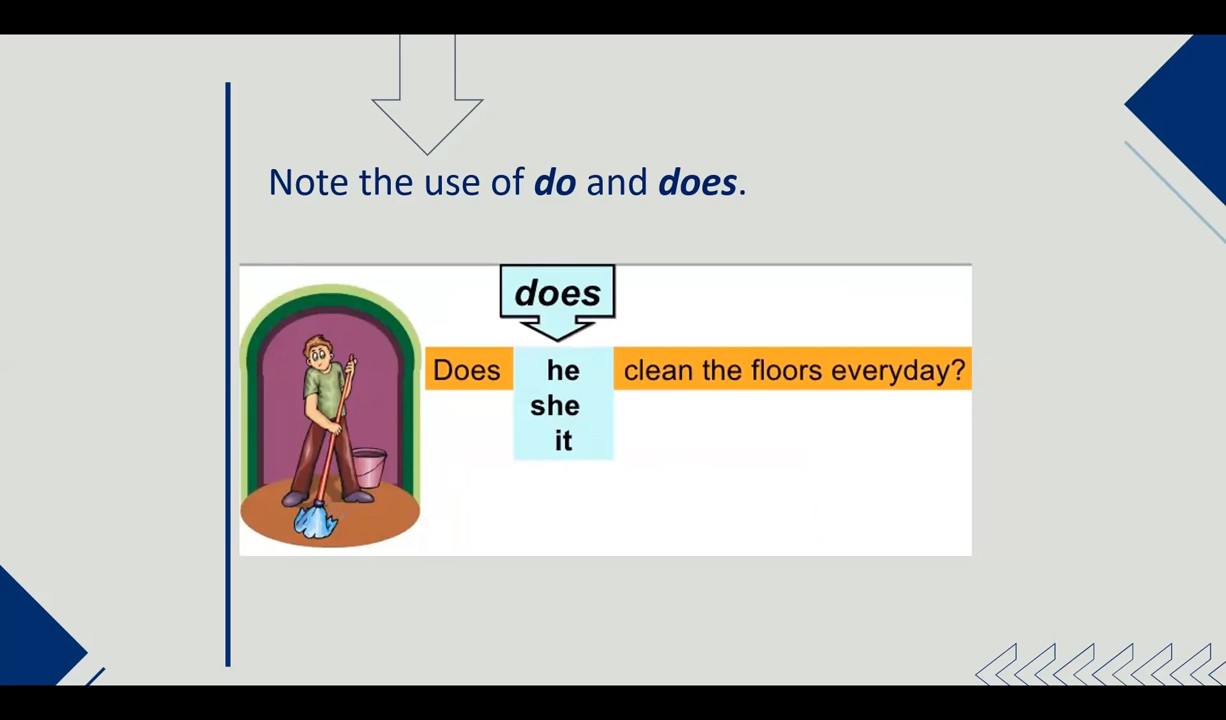 Note the use of do and does.
does
Does he clean the floors everyday?
she
it